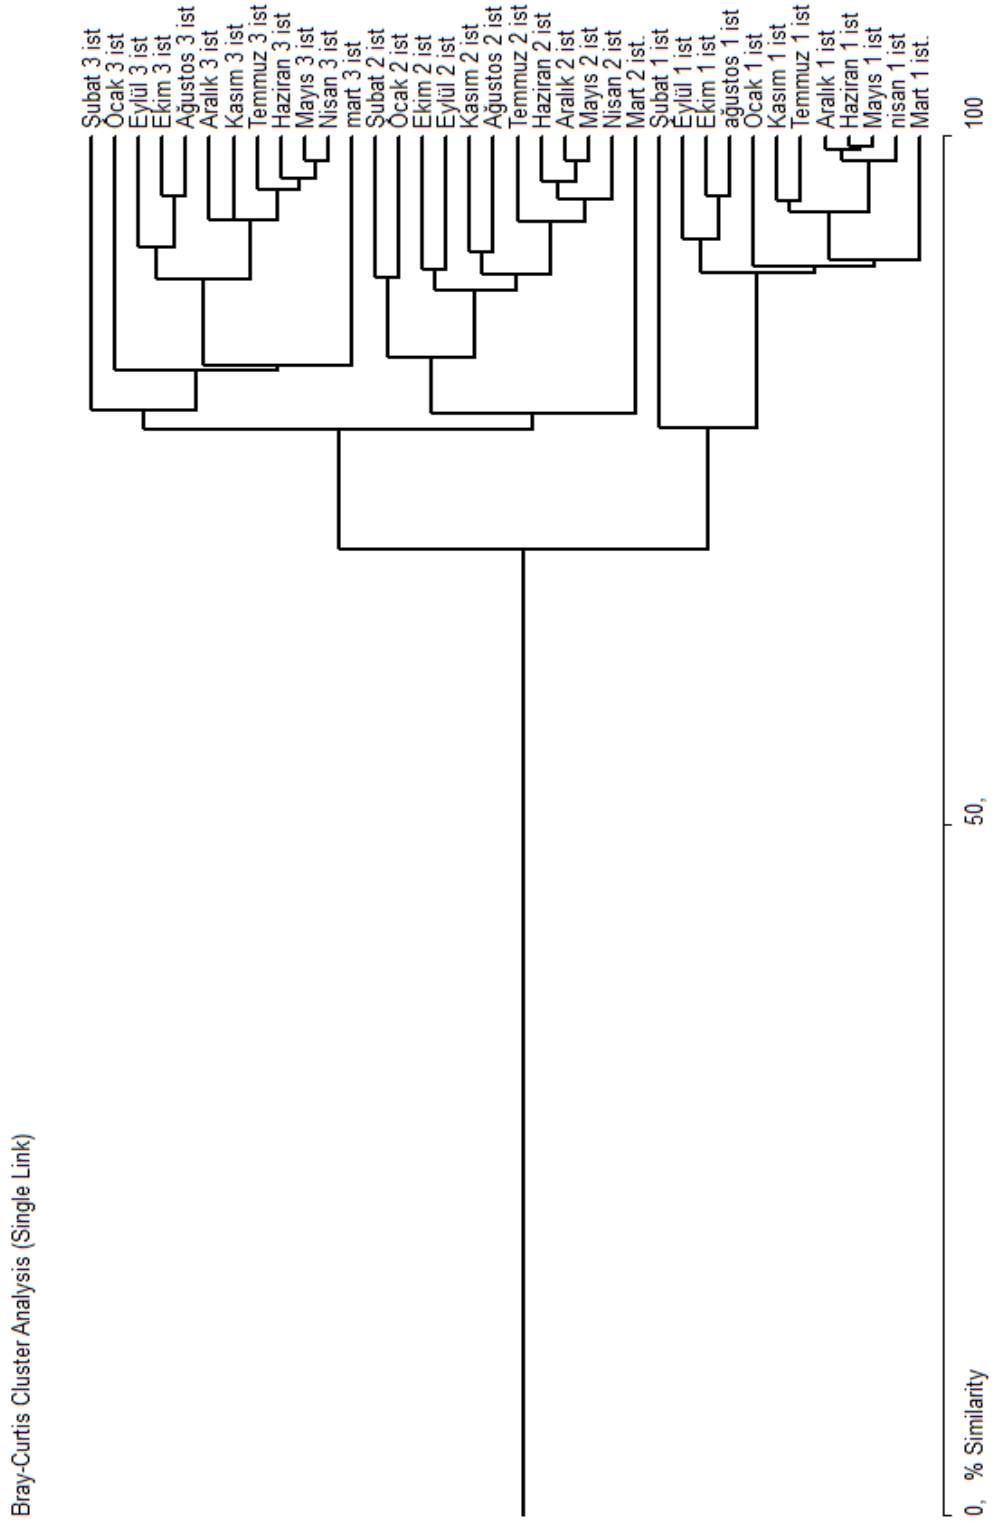 Bray-Curtis Cluster Analysis (Single Link)
Subat 3 ist
Ocak 3 ist
Eylül 3 ist
Ekim 3 ist
Ağustos 3 ist
Aralık 3 ist
Kasım 3 ist
Temmuz 3 ist
Haziran 3 ist
Mayıs 3 ist
Nisan 3 ist
mart 3 ist
Subat 2 ist
Ocak 2 ist
Ekim 2 ist
Eylül 2 ist
Kasım 2 ist
Ağustos 2 ist
Temmuz 2 ist
Haziran 2 ist
Aralık 2 ist
Mayıs 2 ist
Nisan 2 ist
Mart 2 ist.
Subat 1 ist
Eylül 1 ist
Ekim 1 ist
ağustos 1 ist
Ocak 1 ist
Kasım 1 ist
Temmuz 1 ist
Aralık 1 ist
Haziran 1 ist
Mayıs 1 ist
nisan 1 ist
Mart 1 ist.
0, % Similarity 50, 100